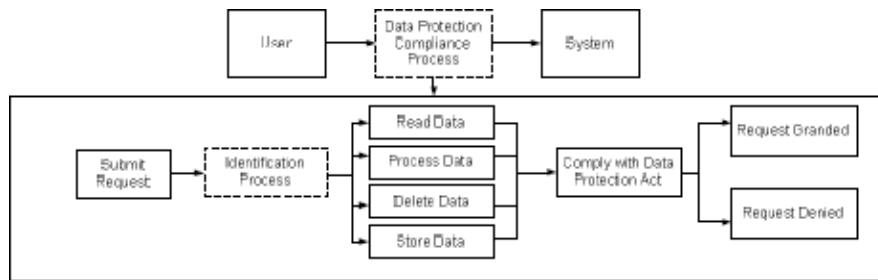 User
Data Protection
Compliance
Process
System
Submit
Request
Identification
Process
Read Data
Process Data
Delete Data
Store Data
Comply with Data
Protection Act
Request Granded
Request Denied